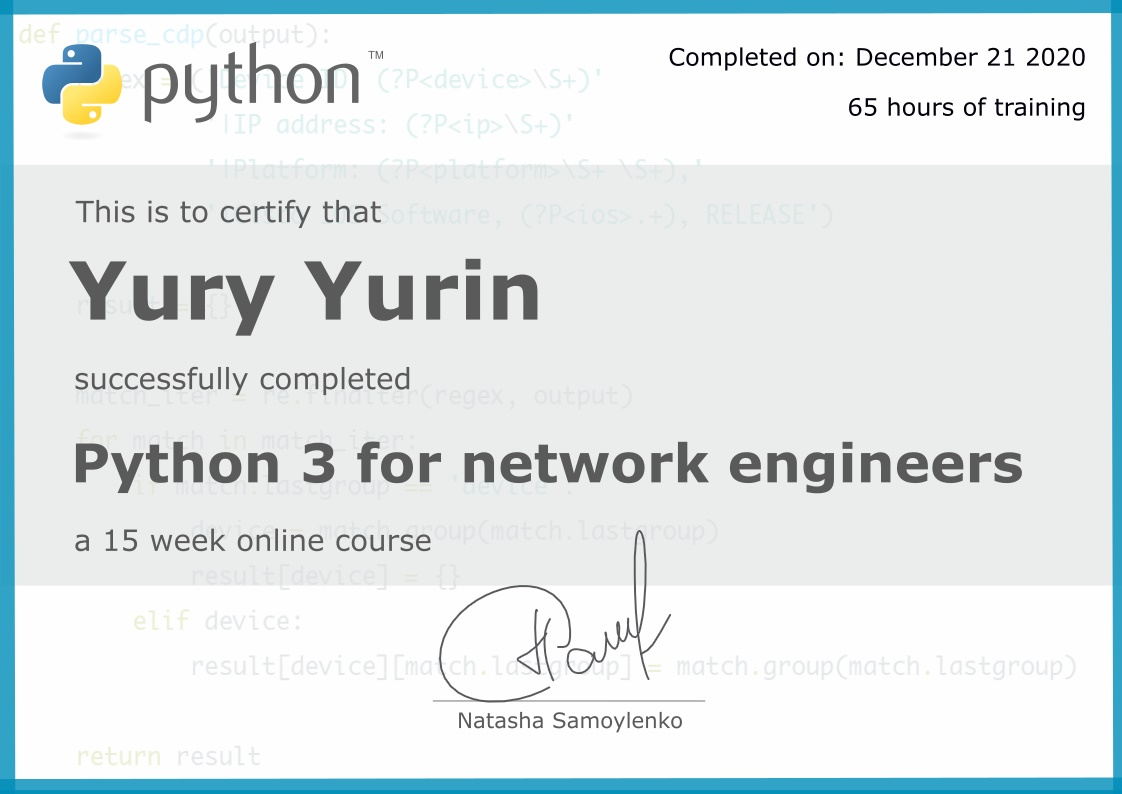 def parse_cdp(output):
python™
Completed on: December 21 2020
(?P<device>\S+)'
65 hours of training
'|IP address: (?P<ip>\S+)'
'|Platform: (?P<platform>\S+ \S+),'
This is to certify that
Software, (?P<ios>.+), RELEASE')
Yury Yurin
result = {}
successfully completed
match_iter = re.finditer(regex, output)
for match in match_iter:
Python 3 for network engineers
if match.lastgroup == 'device':
device = match.group(match.lastgroup)
a 15 week online course
result[device] = {}
elif device:
result[device][match.lastgroup] = match.group(match.lastgroup)
Natasha Samoylenko
return result